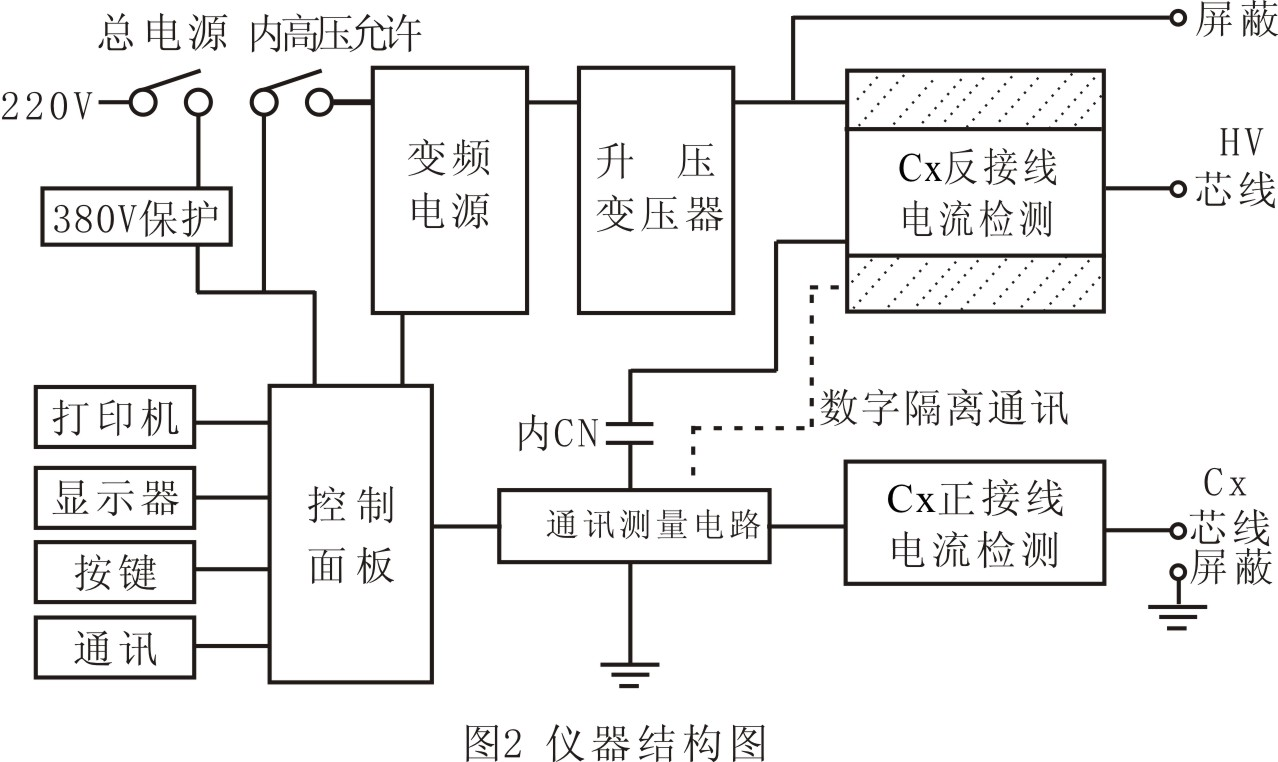 总电源
内高压允许
屏蔽
220V
变频
电源
升 压
变压器
Cx反接线
电流检测
HV
芯线
380V保护
打印机
显示器
按键
通讯
控制
面板
内CN
数字隔离通讯
通讯测量电路
Cx正接线
电流检测
Cx
芯线
屏蔽
图2 仪器结构图